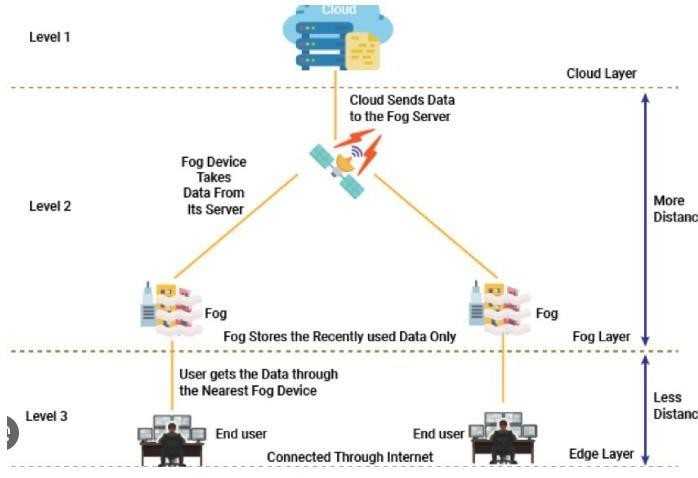 Cloud
Level 1
Cloud Layer
Cloud Sends Data
to the Fog Server
Fog Device
Takes
Data From
Its Server
Level 2
More
Distanc
Fog
Fog
Fog Stores the Recently used Data Only
Fog Layer
User gets the Data through
the Nearest Fog Device
Level 3
Less
Distanc
End user
End user
Connected Through Internet
Edge Layer